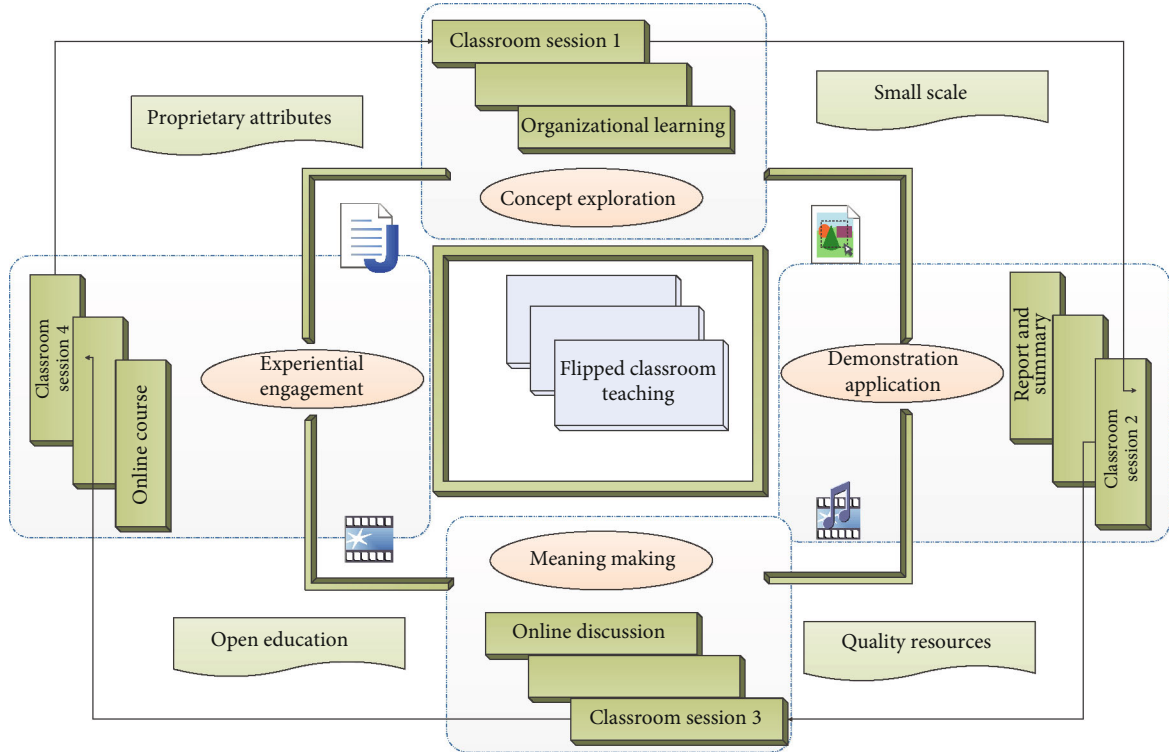 Classroom session 1
Organizational learning
Concept exploration
Proprietary attributes
Small scale
Classroom
session 4
Online course
Experiential
engagement
Flipped classroom
teaching
Demonstration
application
Report and
summary
Classroom
session 2
Meaning making
Online discussion
Classroom session 3
Open education
Quality resources